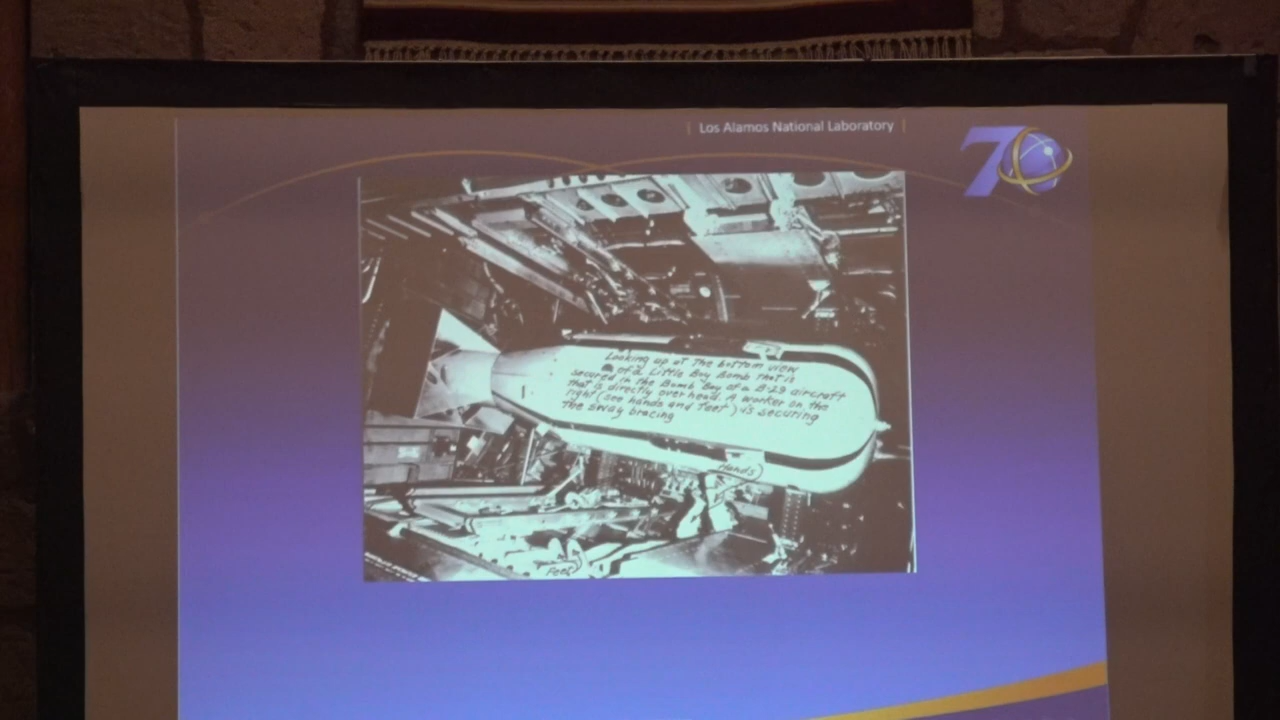 Los Alamos National Laboratory
70
Looking up at The bottom view
of a Little Boy Bomb That is
secured in the Bomb Bay of a B-29 aircraft
That is directly over head. A worker on the
right (see hands and feet) is securing
The sway bracing
Hands
Feet